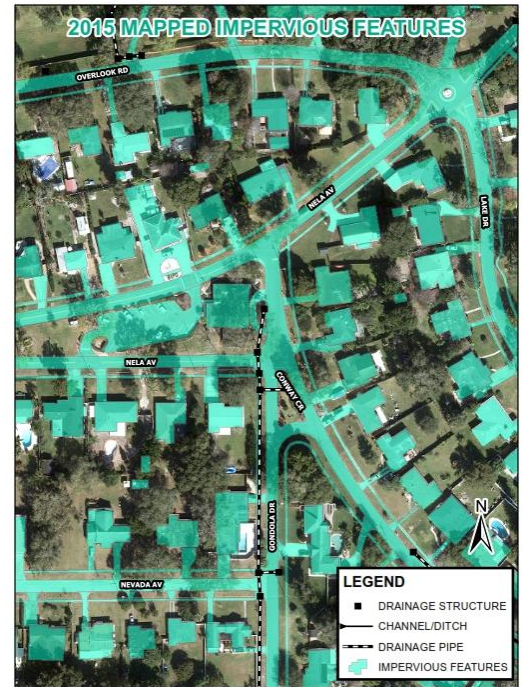 2015 MAPPED IMPERVIOUS FEATURES
OVERLOOK RD
NELA AV
LAKE DR
NELA AV
CONWAY CR
GONDOLA DR
N
NEVADA AV
LEGEND
DRAINAGE STRUCTURE
CHANNEL/DITCH
DRAINAGE PIPE
IMPERVIOUS FEATURES